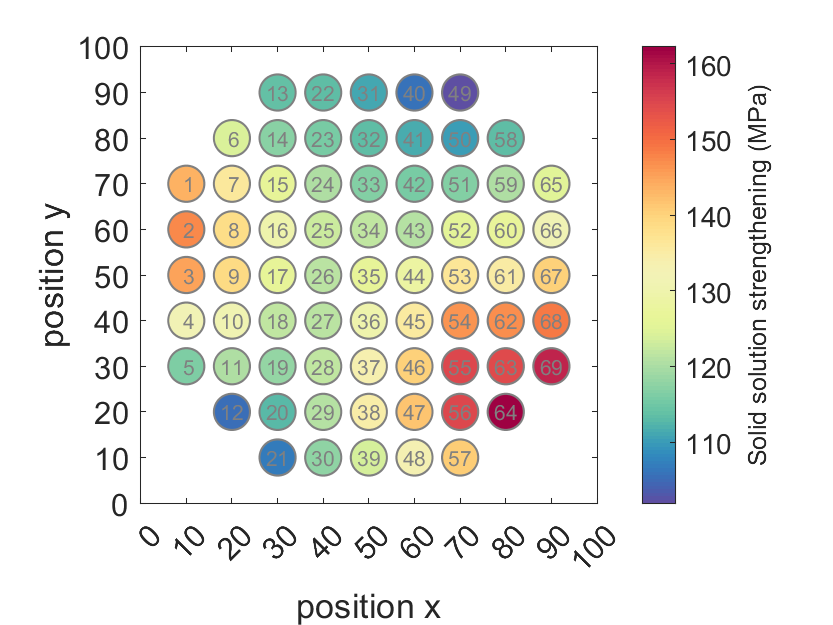 100
90
80
70
60
50
40
30
20
10
0
position y
13 22 31 40 49
6 14 23 32 41 50 58
1 7 15 24 33 42 51 59 65
2 8 16 25 34 43 52 60 66
3 9 17 26 35 44 53 61 67
4 10 18 27 36 45 54 62 68
5 11 19 28 37 46 55 63 69
12 20 29 38 47 56 64
21 30 39 48 57
0 10 20 30 40 50 60 70 80 90 100
position x
160
150
140
130
120
110
Solid solution strengthening (MPa)